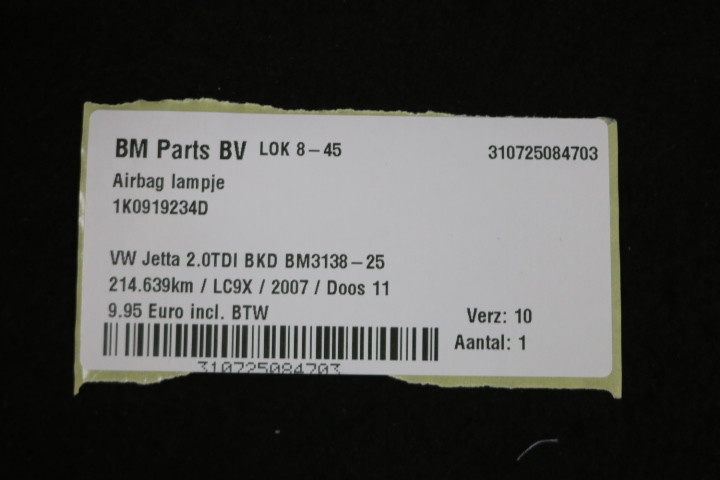 BM Parts BV LOK 8-45 310725084703
Airbag lampje
1K0919234D
VW Jetta 2.0TDI BKD BM3138-25
214.639km / LC9X / 2007 / Doos 11
9.95 Euro incl. BTW Verz: 10
Aantal: 1
310725084703